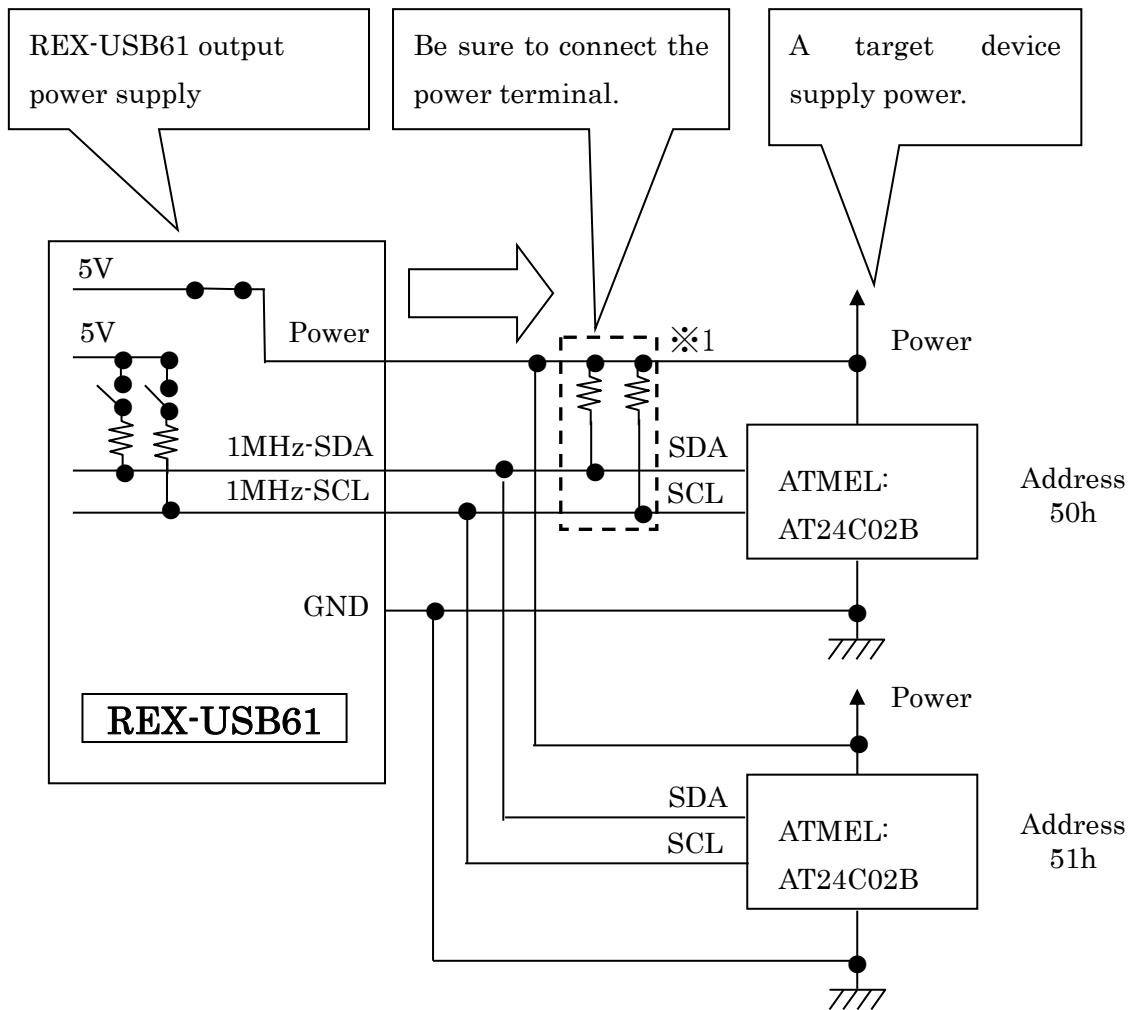 REX-USB61 output
power supply
Be sure to connect the
power terminal.
A target device
supply power.
5V
5V
Power
※1
Power
1MHz-SDA
1MHz-SCL
SDA
SCL
ATMEL:
AT24C02B
Address
50h
GND
REX-USB61
Power
SDA
SCL
ATMEL:
AT24C02B
Address
51h